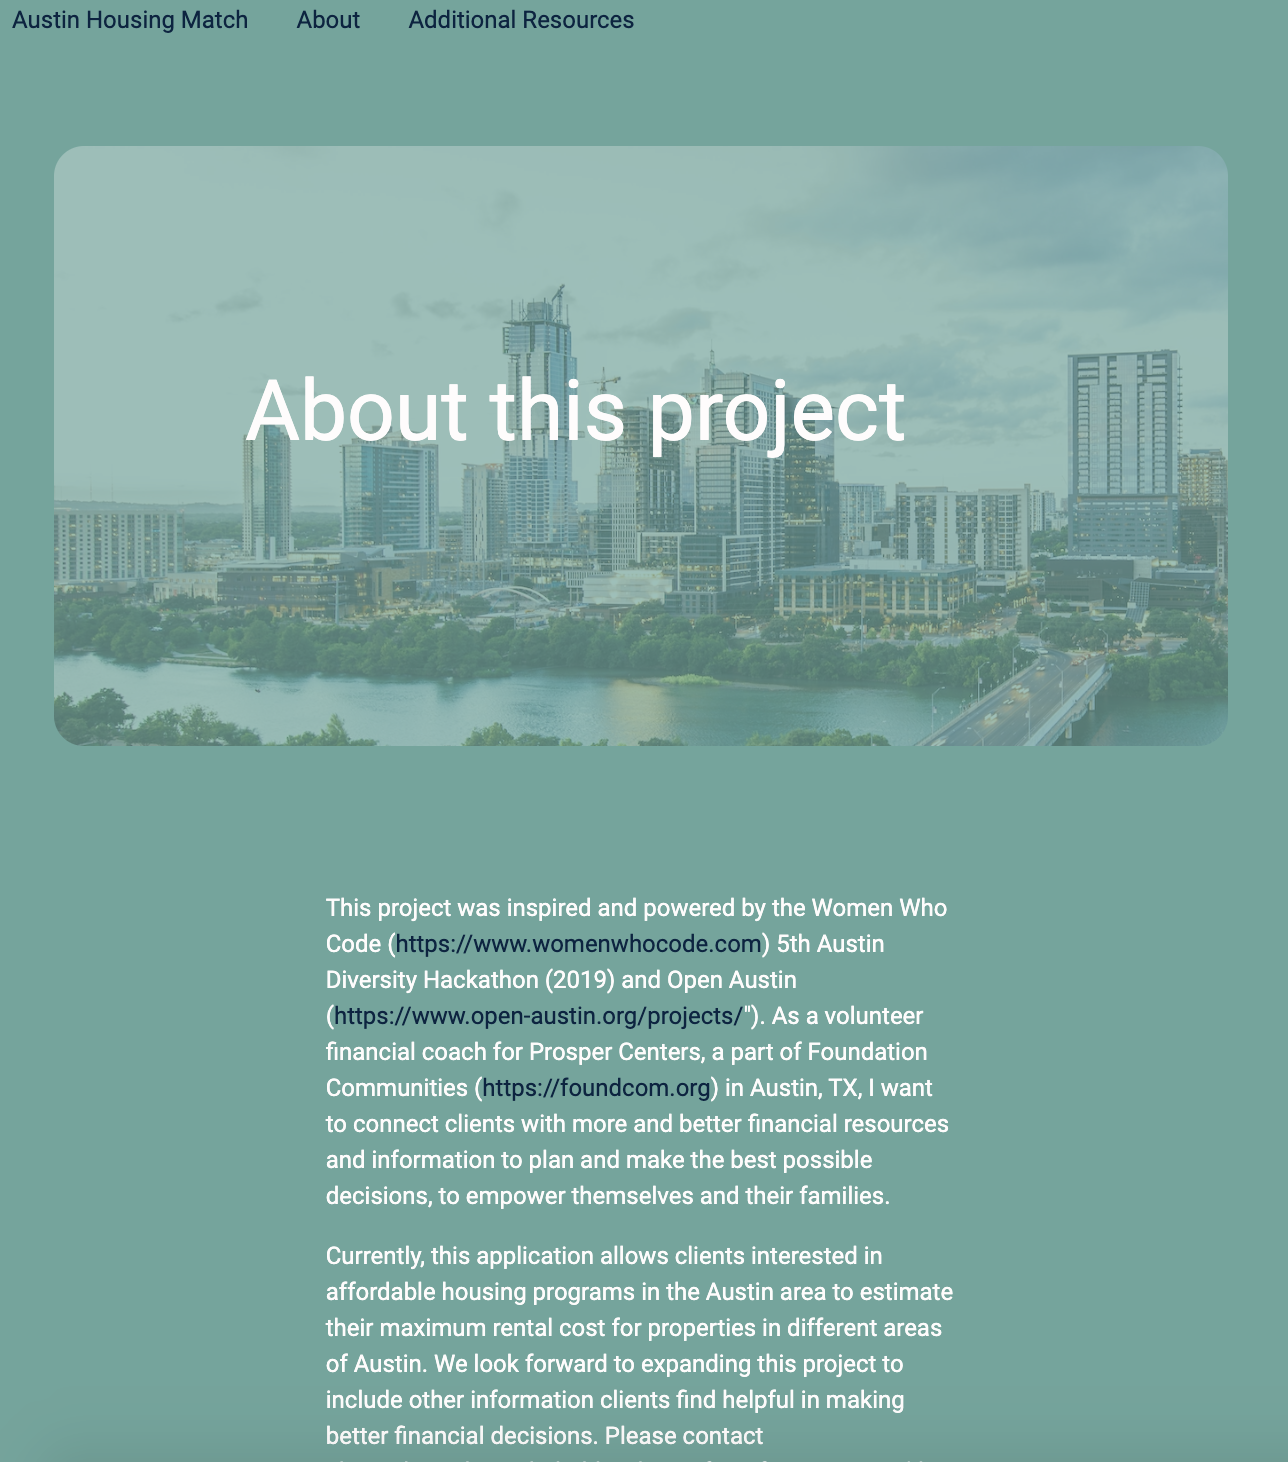 Austin Housing Match About Additional Resources
About this project
This project was inspired and powered by the Women Who
Code (https://www.womenwhocode.com) 5th Austin
Diversity Hackathon (2019) and Open Austin
(https://www.open-austin.org/projects/"). As a volunteer
financial coach for Prosper Centers, a part of Foundation
Communities (https://foundcom.org) in Austin, TX, I want
to connect clients with more and better financial resources
and information to plan and make the best possible
decisions, to empower themselves and their families.
Currently, this application allows clients interested in
affordable housing programs in the Austin area to estimate
their maximum rental cost for properties in different areas
of Austin. We look forward to expanding this project to
include other information clients find helpful in making
better financial decisions. Please contact